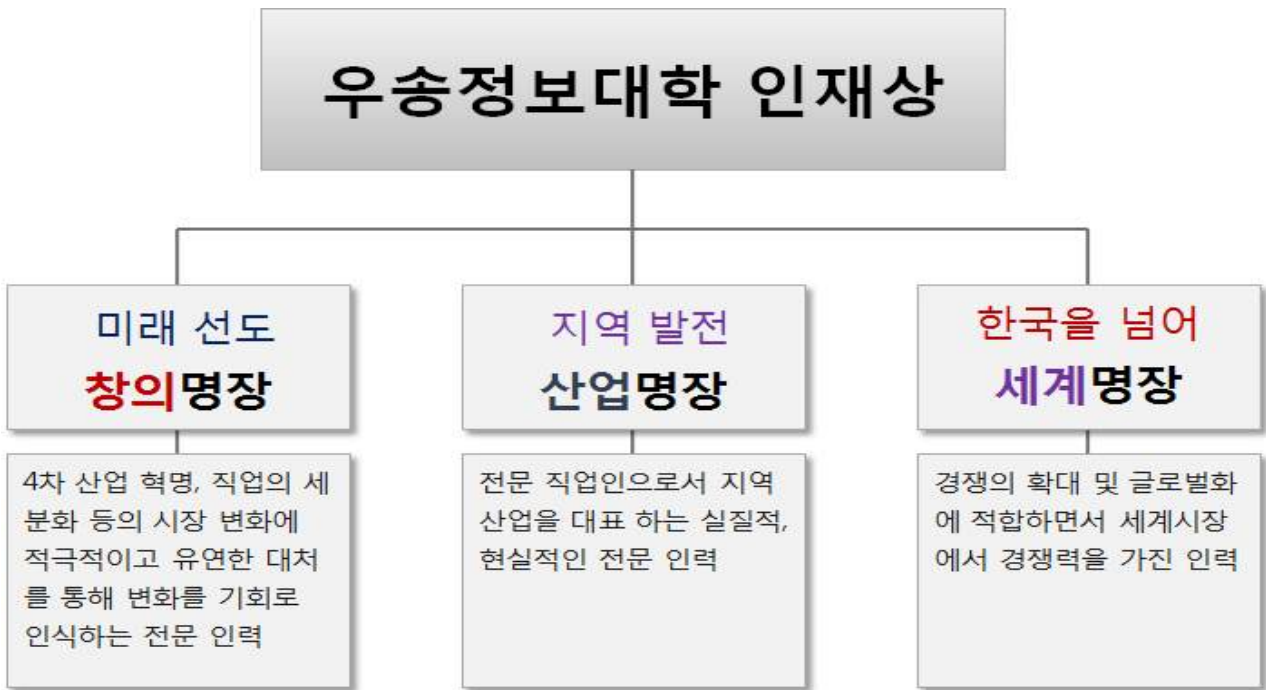 우송정보대학 인재상
미래 선도
창의명장
4차 산업 혁명, 직업의 세
분화 등의 시장 변화에
적극적이고 유연한 대처
를 통해 변화를 기회로
인식하는 전문 인력
지역 발전
산업명장
전문 직업인으로서 지역
산업을 대표 하는 실질적,
현실적인 전문 인력
한국을 넘어
세계명장
경쟁의 확대 및 글로벌화
에 적합하면서 세계시장
에서 경쟁력을 가진 인력